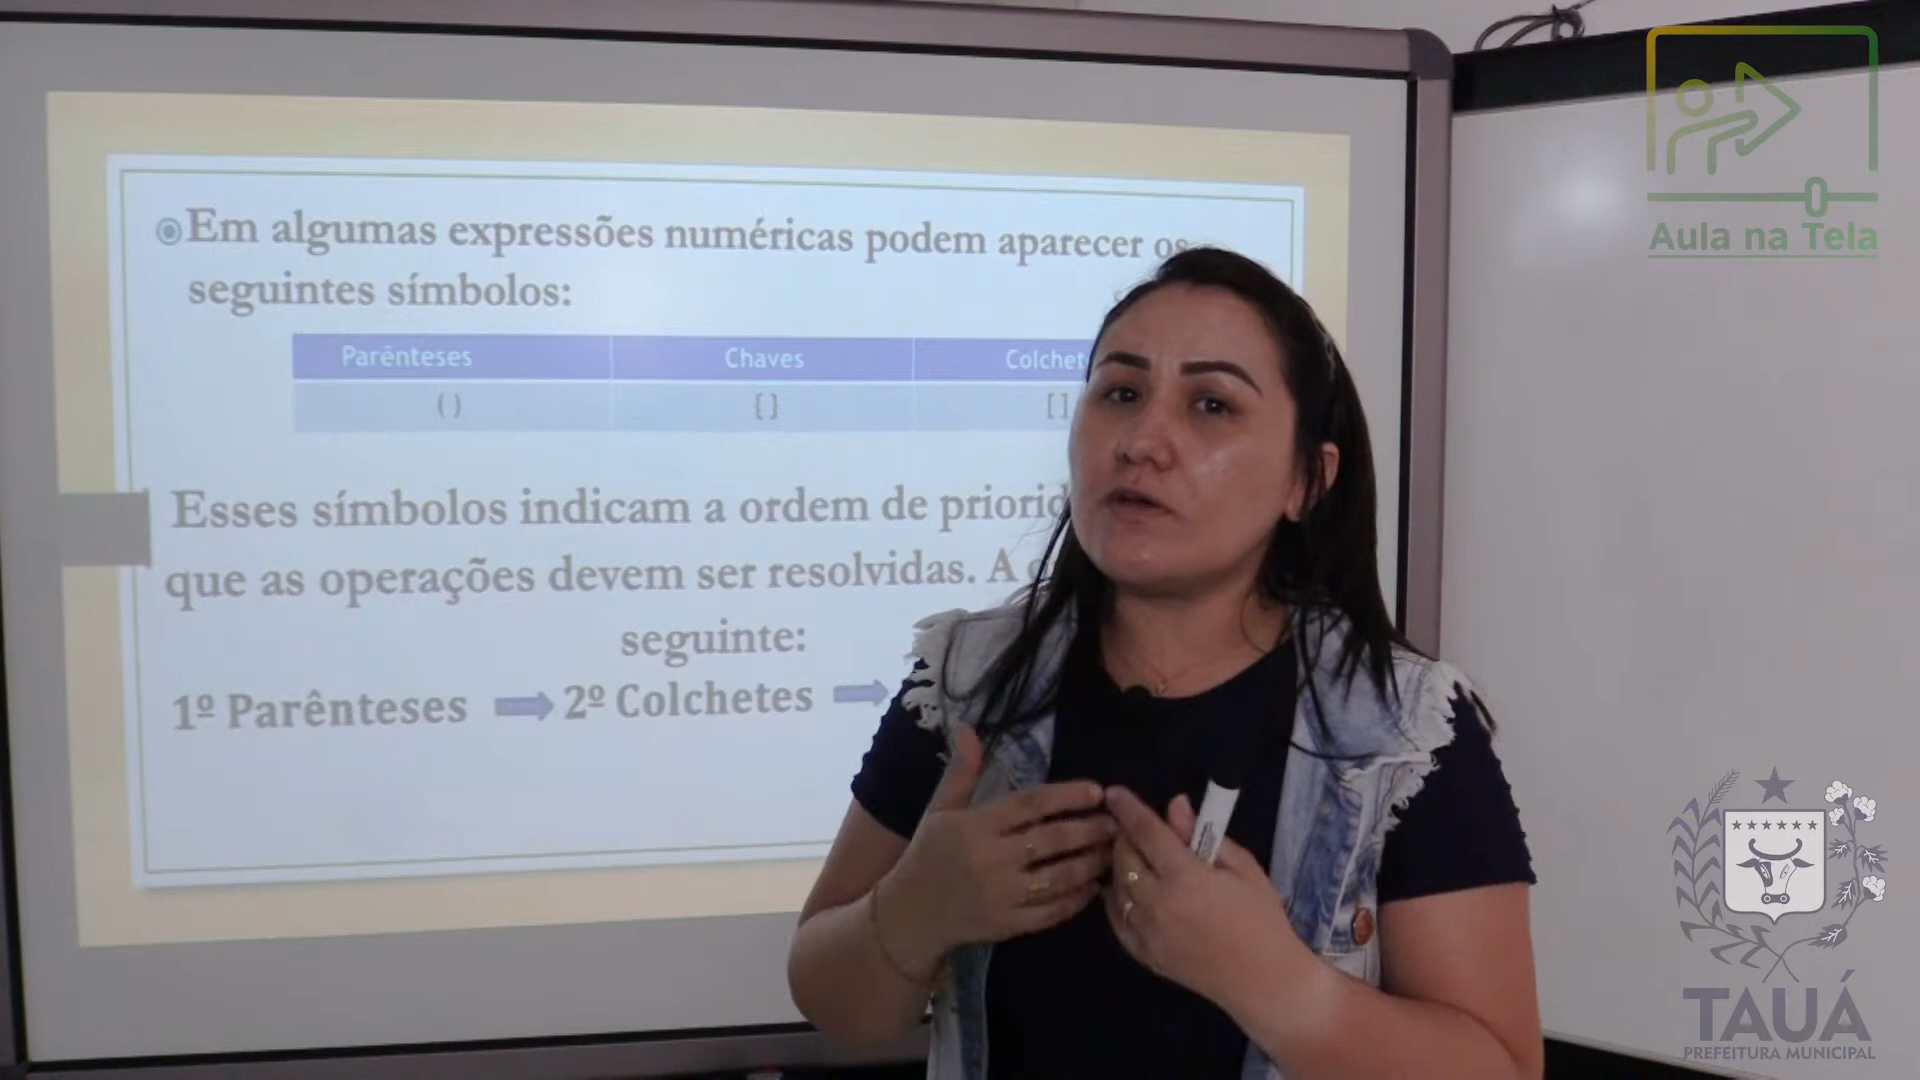 Em algumas expressões numéricas podem aparecer os
seguintes símbolos:
Parênteses Chaves
( ) { } [ ]
Esses símbolos indicam a ordem de
que as operações devem ser resolvidas. A
seguinte:
1º Parênteses 2º Colchetes
Aula na Tela
TAUÁ
PREFEITURA MUNICIPAL